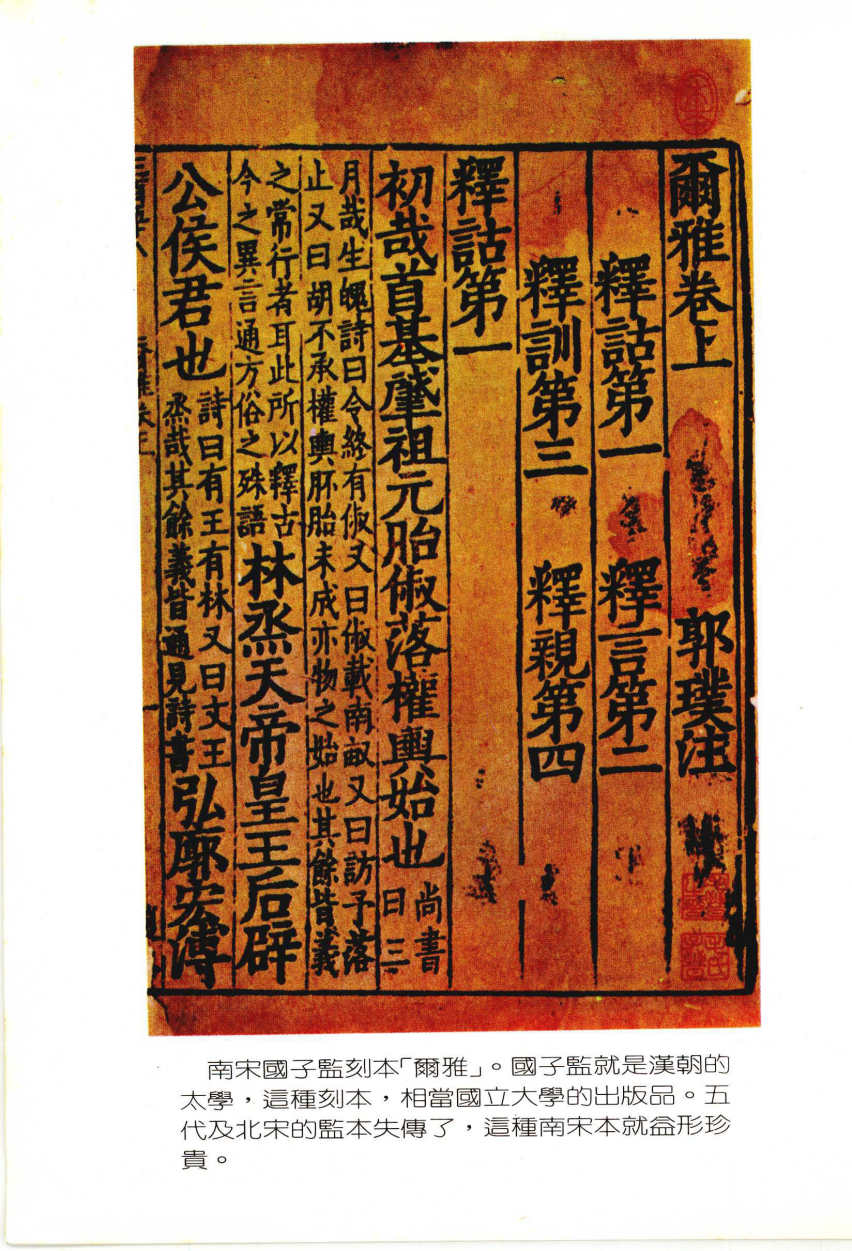 爾雅卷上 郭璞注
釋詁第一 釋言第二
釋訓第三 釋親第四
釋詁第一
初哉首基肈祖元胎俶落權輿始也 尚書
曰三
月哉生魄詩曰令終有俶又曰俶載南畝又曰訪予落
止又曰胡不承權輿胚胎未成亦物之始也其餘皆義
之常行者耳此所以釋古
今之異言通方俗之殊語 林烝天帝皇王后辟
公侯君也 詩曰有王有林又曰文王
烝哉其餘義皆通見詩書 弘廓宏溥
南宋國子監刻本「爾雅」。國子監就是漢朝的
太學，這種刻本，相當國立大學的出版品。五
代及北宋的監本失傳了，這種南宋本就益形珍
貴。